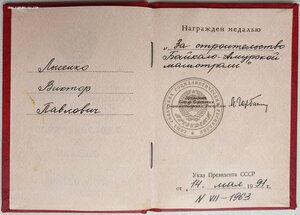 Лысенко
Виктор
Павлович
Награжден медалью
„За строительство
Байкало-Амурской
магистрали"
Указ Президента СССР
от „14" мая 1991 г.
N VII-1963